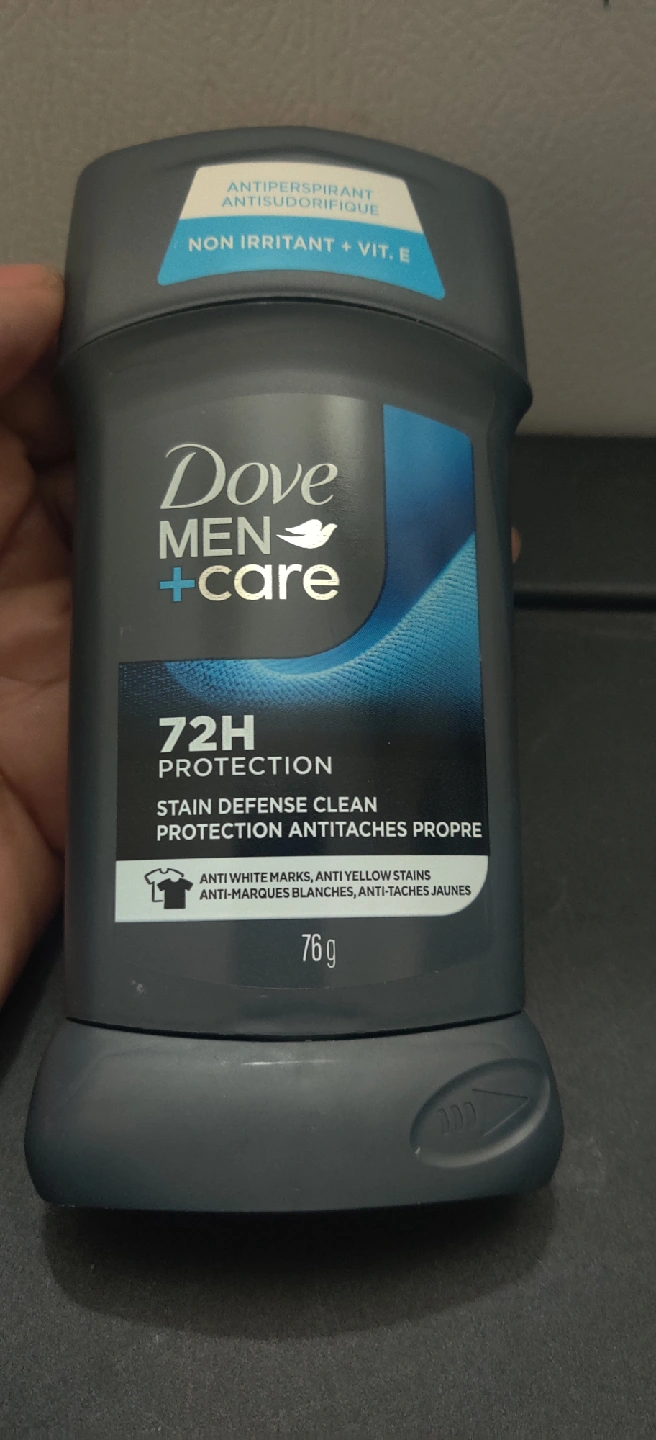 ANTIPERSPIRANT
ANTISUDORIFIQUE
NON IRRITANT + VIT. E
Dove
MEN
+care
72H
PROTECTION
STAIN DEFENSE CLEAN
PROTECTION ANTITACHES PROPRE
ANTI WHITE MARKS, ANTI YELLOW STAINS
ANTI-MARQUES BLANCHES, ANTI-TACHES JAUNES
76 g